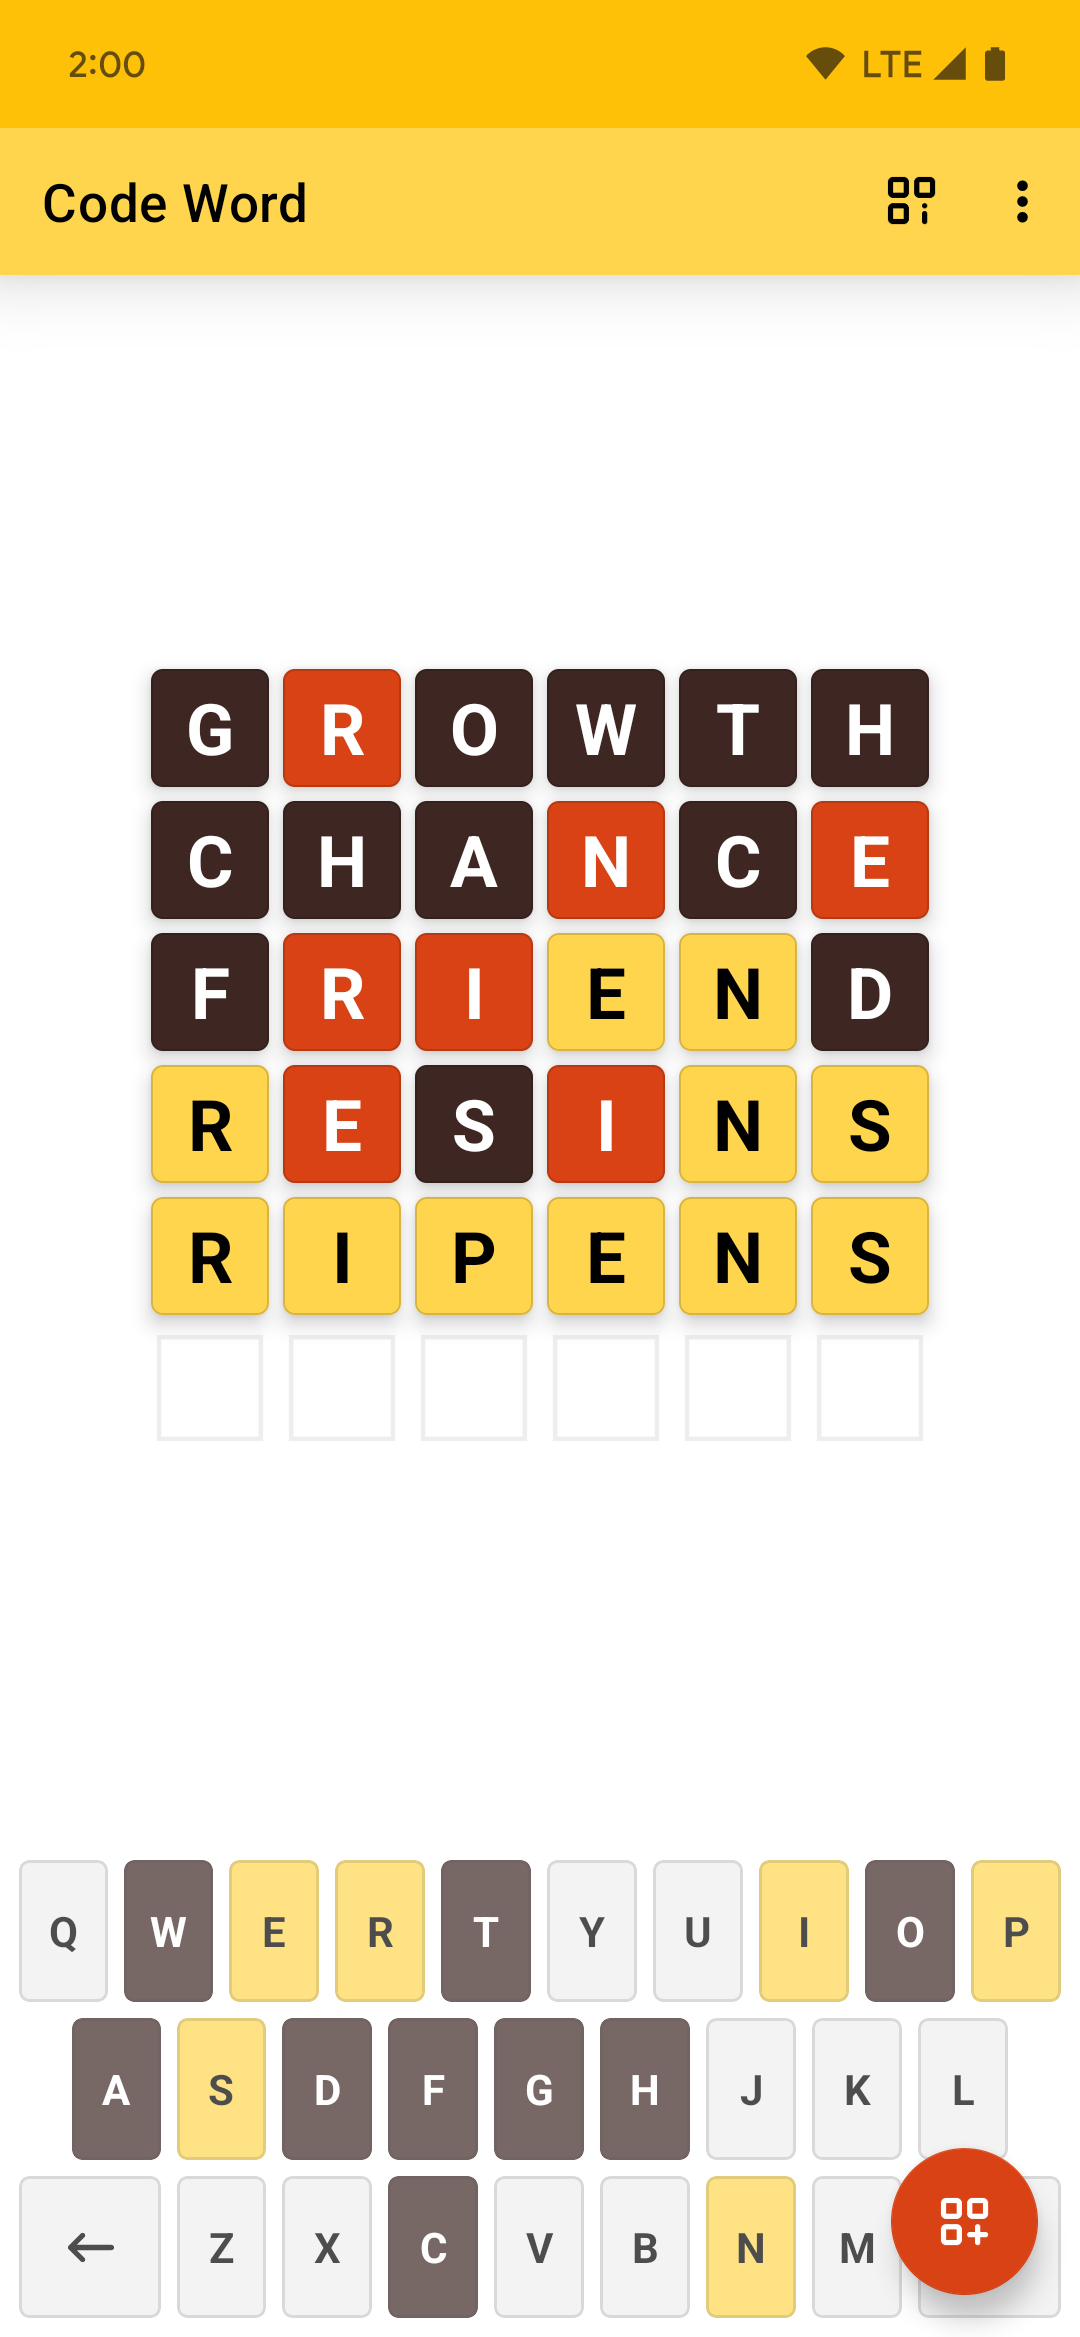 2:00 LTE
Code Word
G R O W T H
C H A N C E
F R I E N D
R E S I N S
R I P E N S
Q W E R T Y U I O P
A S D F G H J K L
Z X C V B N M